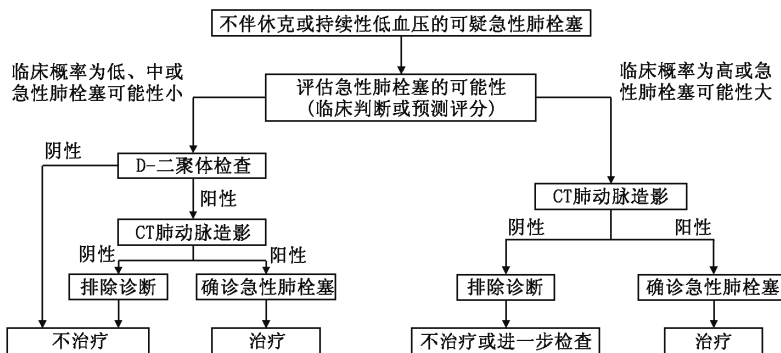 不伴休克或持续性低血压的可疑急性肺栓塞
临床概率为低、中或
急性肺栓塞可能性小
评估急性肺栓塞的可能性
(临床判断或预测评分)
临床概率为高或急
性肺栓塞可能性大
阴性
D-二聚体检查
阳性
CT肺动脉造影
CT肺动脉造影
阴性
阳性
阴性
阳性
排除诊断
确诊急性肺栓塞
排除诊断
确诊急性肺栓塞
不治疗
治疗
不治疗或进一步检查
治疗